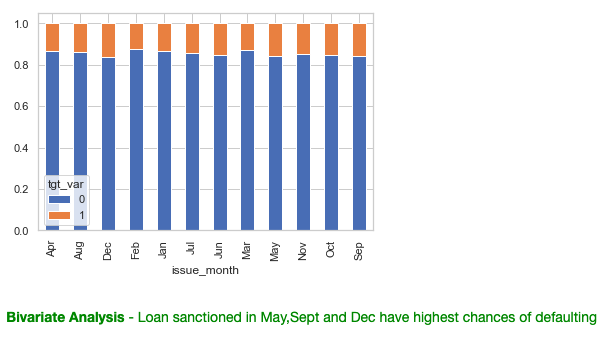 1.0
0.8
0.6
0.4
0.2
0.0
tgt_var
0
1
Apr
Aug
Dec
Feb
Jan
Jul
Jun
Mar
May
Nov
Oct
Sep
issue_month
Bivariate Analysis - Loan sanctioned in May,Sept and Dec have highest chances of defaulting